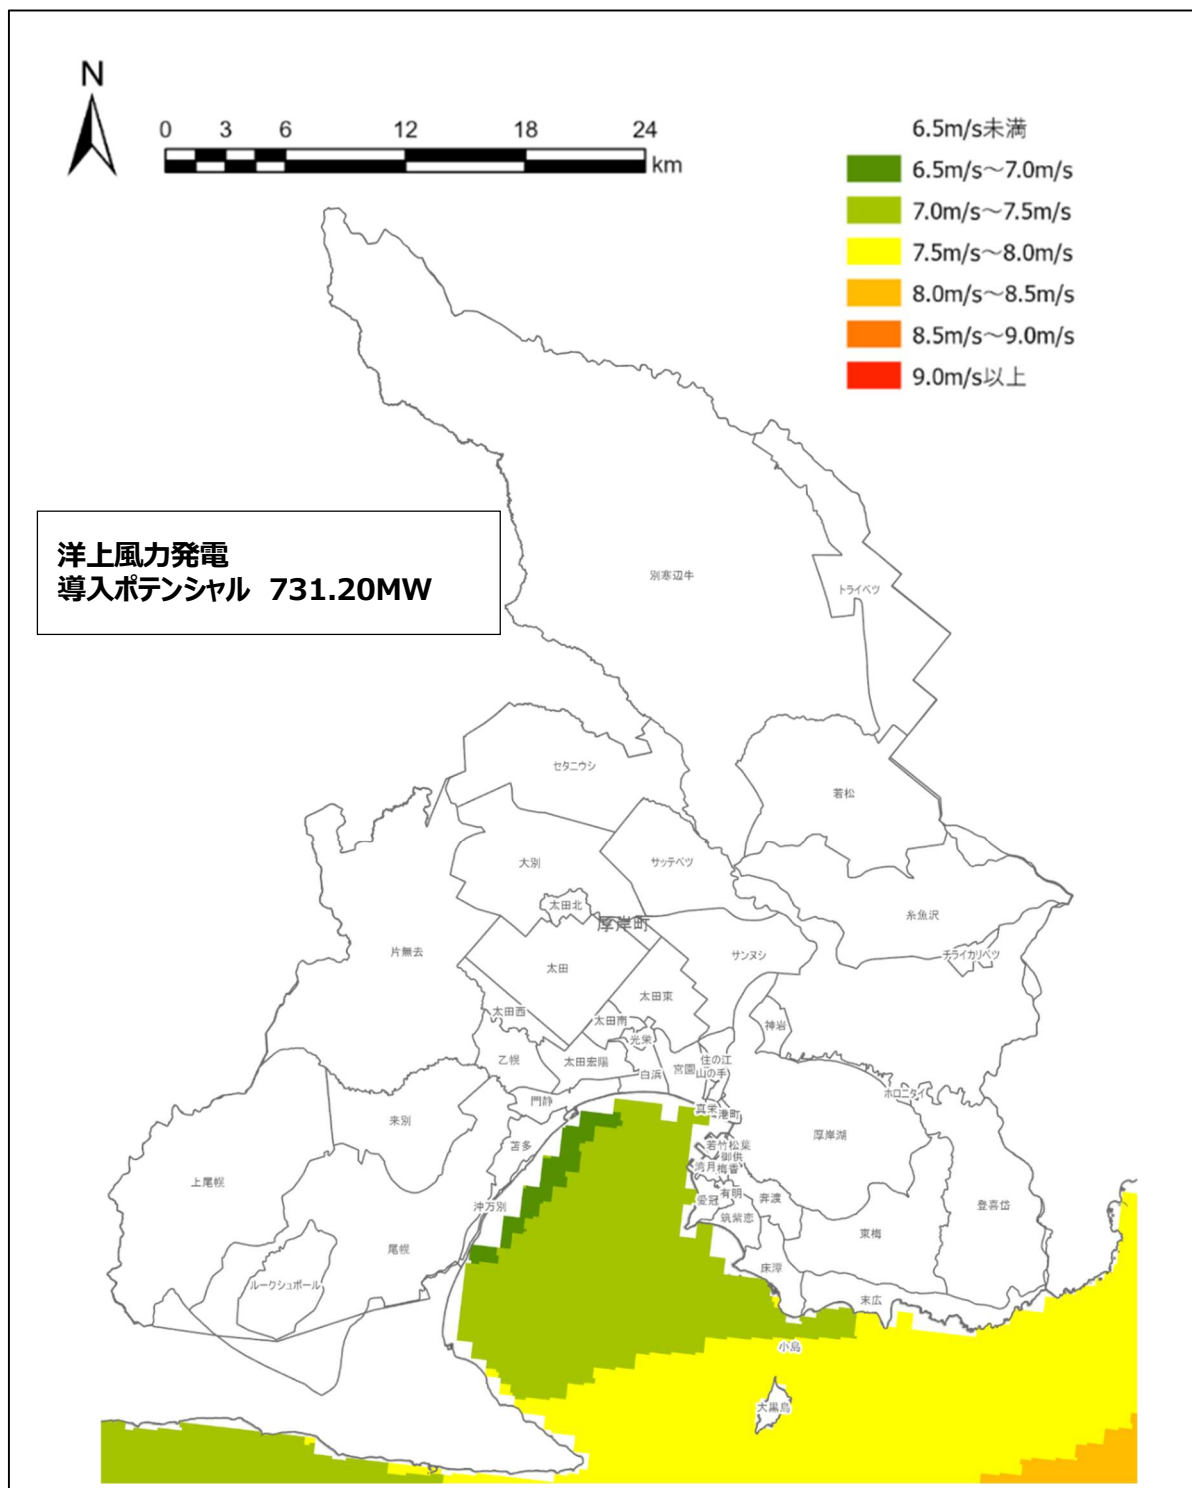 N
0 3 6 12 18 24
km
6.5m/s未満
6.5m/s～7.0m/s
7.0m/s～7.5m/s
7.5m/s～8.0m/s
8.0m/s～8.5m/s
8.5m/s～9.0m/s
9.0m/s以上
洋上風力発電
導入ポテンシャル 731.20MW
別寒辺牛
トライベツ
セタニウシ
若松
大別
サッテベツ
太田北
厚岸町
糸魚沢
片無去
太田
サンヌシ
チライカリベツ
太田東
太田西
太田南
神岩
光栄
乙幌
太田宏陽
白浜
宮園
住の江
山の手
門静
真栄
港町
ホロニタイ
来別
苫多
若竹
松葉
御供
厚岸湖
湾月
梅香
上尾幌
愛冠
有明
奔渡
沖万別
筑紫恋
東梅
登喜岱
尾幌
床潭
ルークシュポール
末広
小島
大黒島